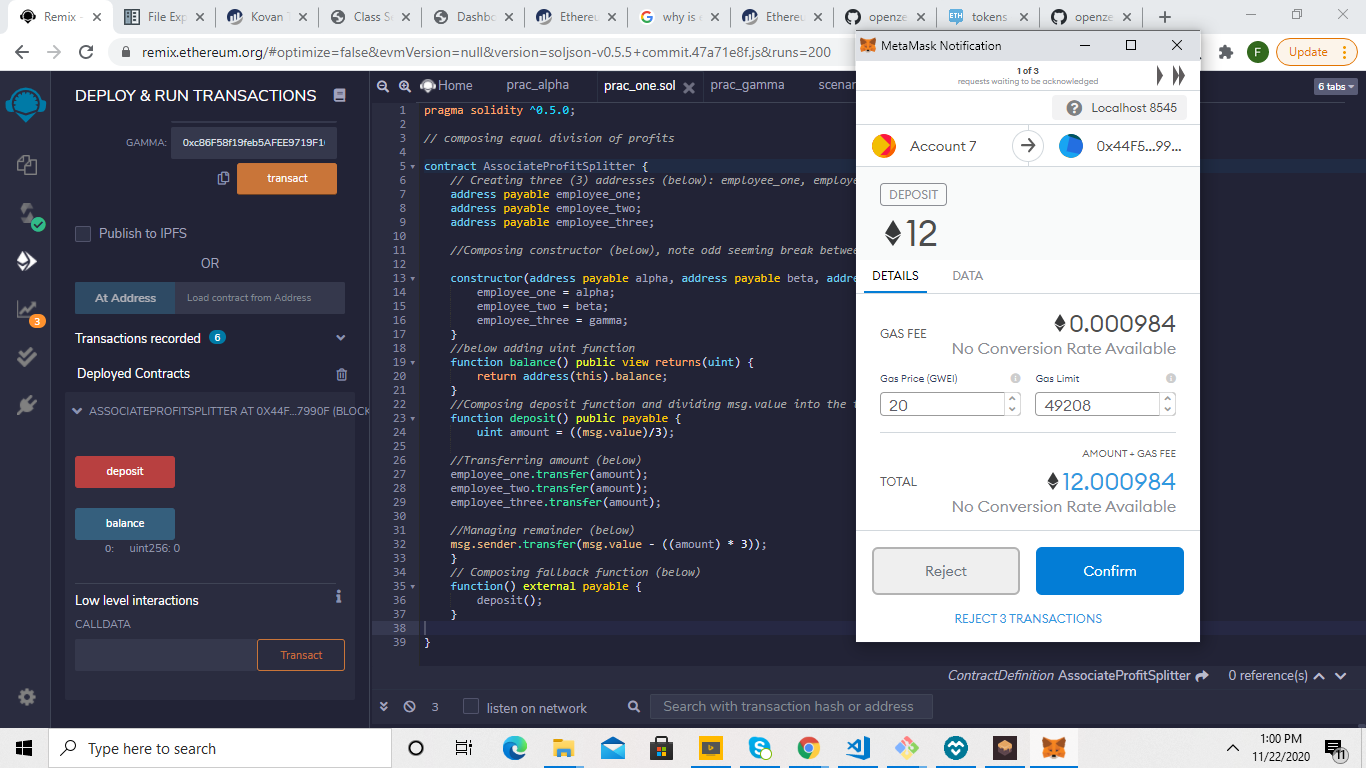 Remix -
File Exp
Kovan T
Class Se
Dashbo
Ethereu
why is e
Ethereu
openze
tokens
openze
remix.ethereum.org/#optimize=false&evmVersion=null&version=soljson-v0.5.5+commit.47a71e8f.js&runs=200
F
Update
DEPLOY & RUN TRANSACTIONS
GAMMA:
0xc86F58f19feb5AFEE9719F1
transact
Publish to IPFS
OR
At Address
Load contract from Address
Transactions recorded 6
Deployed Contracts
ASSOCIATEPROFITSPLITTER AT 0X44F...7990F (BLOCK
deposit
balance
0: uint256: 0
Low level interactions
CALLDATA
Transact
3
Home
prac_alpha
prac_one.sol
prac_gamma
scenar
6 tabs
1 pragma solidity ^0.5.0;
2
3 // composing equal division of profits
4
5 contract AssociateProfitSplitter {
6 // Creating three (3) addresses (below): employee_one, employe
7 address payable employee_one;
8 address payable employee_two;
9 address payable employee_three;
10
11 //Composing constructor (below), note odd seeming break betwee
12
13 constructor(address payable alpha, address payable beta, addre
14 employee_one = alpha;
15 employee_two = beta;
16 employee_three = gamma;
17 }
18 //below adding uint function
19 function balance() public view returns(uint) {
20 return address(this).balance;
21 }
22 //Composing deposit function and dividing msg.value into the t
23 function deposit() public payable {
24 uint amount = ((msg.value)/3);
25
26 //Transferring amount (below)
27 employee_one.transfer(amount);
28 employee_two.transfer(amount);
29 employee_three.transfer(amount);
30
31 //Managing remainder (below)
32 msg.sender.transfer(msg.value - ((amount) * 3));
33 }
34 // Composing fallback function (below)
35 function() external payable {
36 deposit();
37 }
38
39 }
ContractDefinition AssociateProfitSplitter
0 reference(s)
3
listen on network
Search with transaction hash or address
MetaMask Notification
1 of 3
requests waiting to be acknowledged
Localhost 8545
Account 7
0x44F5...99...
DEPOSIT
12
DETAILS
DATA
GAS FEE
0.000984
No Conversion Rate Available
Gas Price (GWEI)
Gas Limit
20
49208
AMOUNT + GAS FEE
TOTAL
12.000984
No Conversion Rate Available
Reject
Confirm
REJECT 3 TRANSACTIONS
Type here to search
1:00 PM
11/22/2020
11